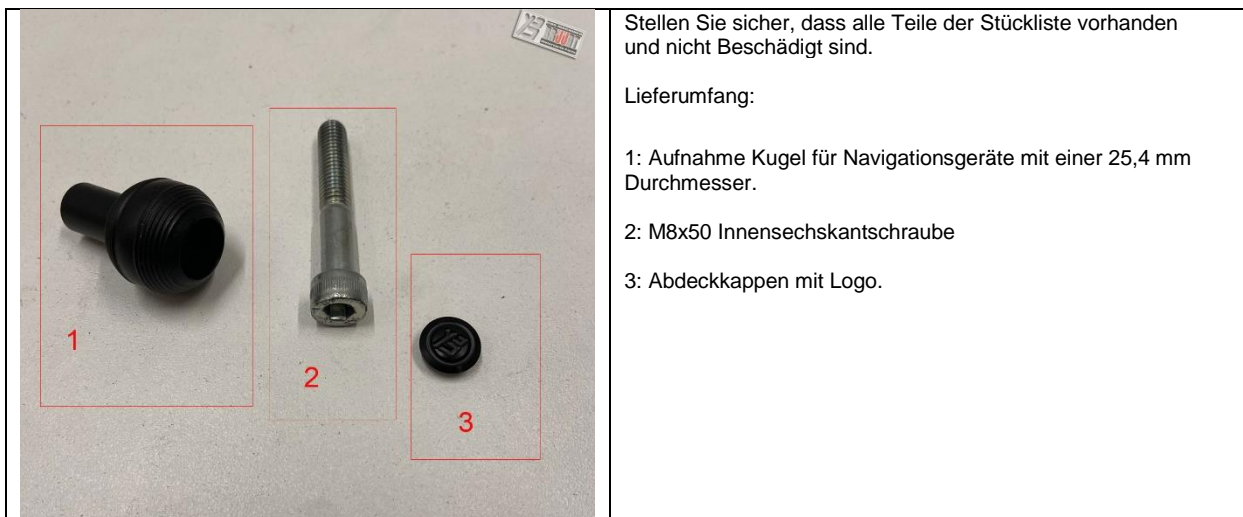 Stellen Sie sicher, dass alle Teile der Stückliste vorhanden
und nicht Beschädigt sind.
Lieferumfang:
1: Aufnahme Kugel für Navigationsgeräte mit einer 25,4 mm
Durchmesser.
2: M8x50 Innensechskantschraube
3: Abdeckkappen mit Logo.
1
2
3